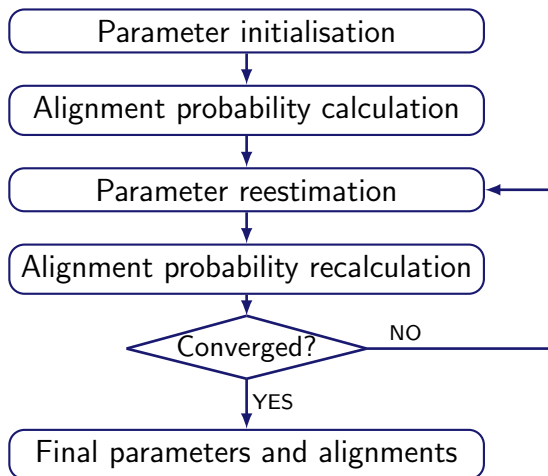 Parameter initialisation
Alignment probability calculation
Parameter reestimation
Alignment probability recalculation
Converged?
NO
YES
Final parameters and alignments